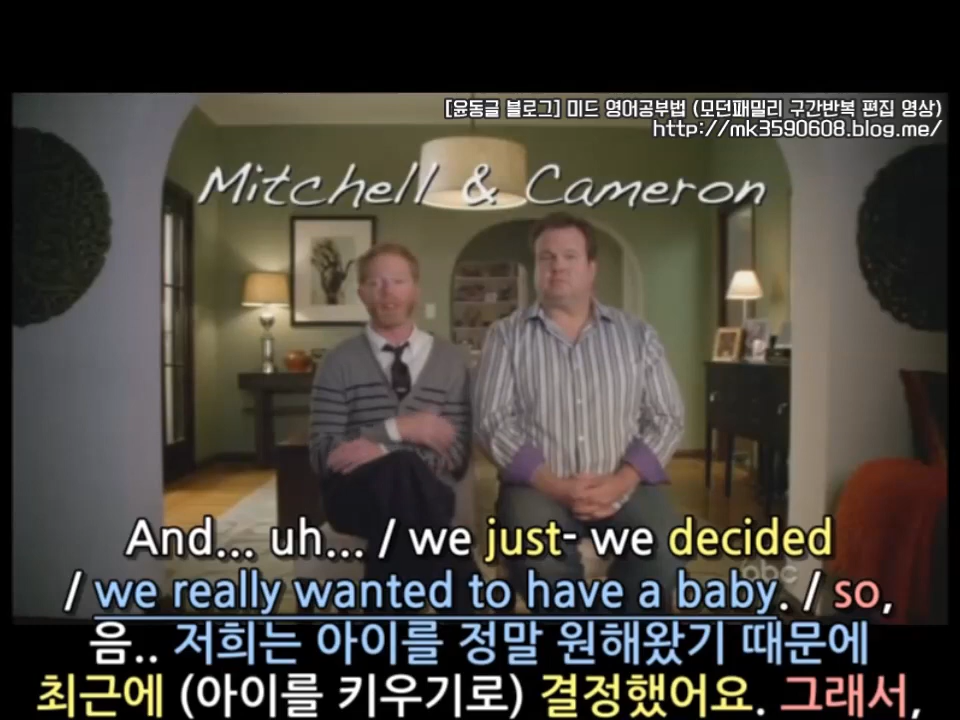 [윤동글 블로그] 미드 영어공부법 (모던패밀리 구간반복 편집 영상)
http://mk3590608.blog.me/
Mitchell & Cameron
And... uh... / we just- we decided
abc
/ we really wanted to have a baby. / so,
음.. 저희는 아이를 정말 원해왔기 때문에
최근에 (아이를 키우기로) 결정했어요. 그래서,